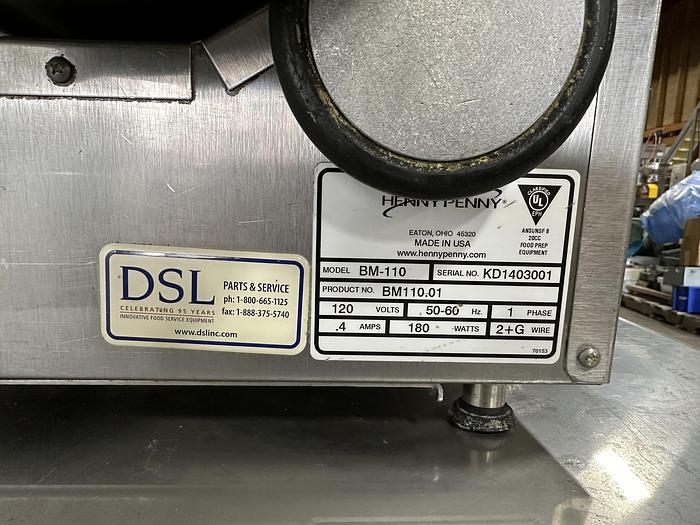 HENNY PENNY®
CLASSIFIED
UL
EPH
EATON, OHIO 45320
MADE IN USA
www.hennypenny.com
ANSI/NSF 8
20CC
FOOD PREP
EQUIPMENT
MODEL BM-110 SERIAL NO. KD1403001
PRODUCT NO. BM110.01
120 VOLTS 50-60 Hz. 1 PHASE
.4 AMPS 180 WATTS 2+G WIRE
70153
DSL
CELEBRATING 95 YEARS
INNOVATIVE FOOD SERVICE EQUIPMENT
PARTS & SERVICE
ph: 1-800-665-1125
fax: 1-888-375-5740
www.dslinc.com